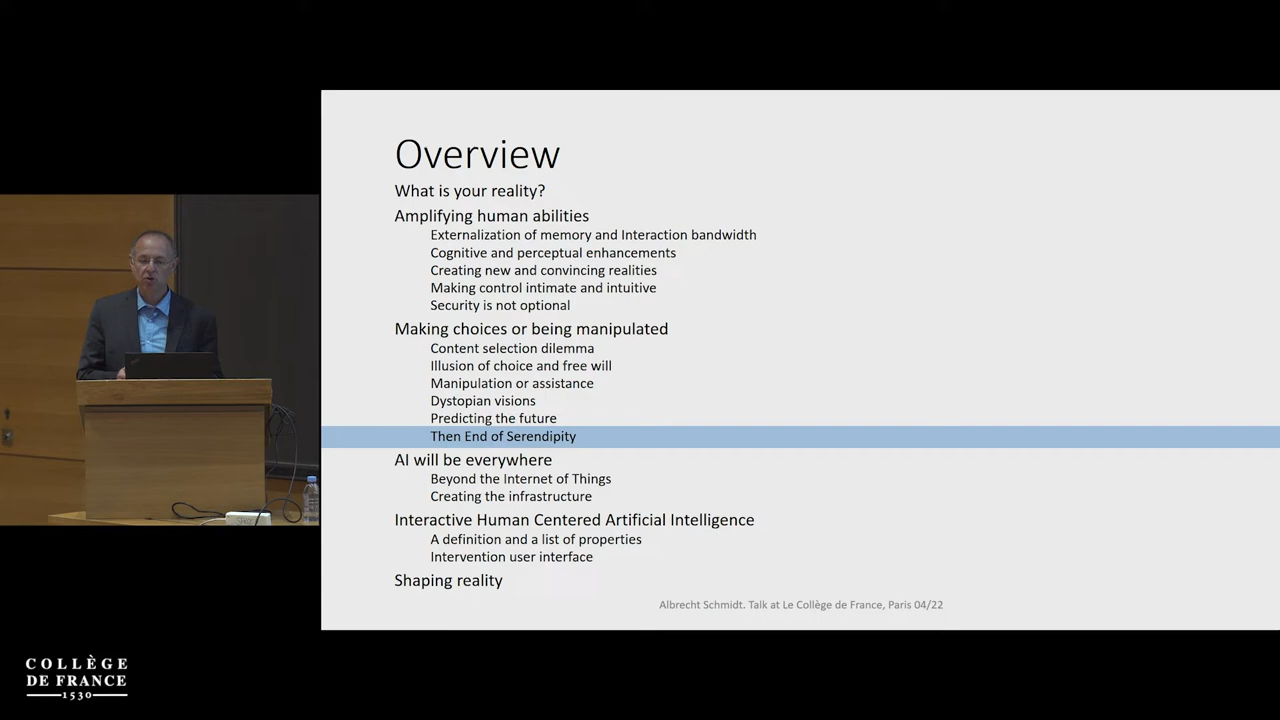 Overview
What is your reality?
Amplifying human abilities
Externalization of memory and Interaction bandwidth
Cognitive and perceptual enhancements
Creating new and convincing realities
Making control intimate and intuitive
Security is not optional
Making choices or being manipulated
Content selection dilemma
Illusion of choice and free will
Manipulation or assistance
Dystopian visions
Predicting the future
Then End of Serendipity
AI will be everywhere
Beyond the Internet of Things
Creating the infrastructure
Interactive Human Centered Artificial Intelligence
A definition and a list of properties
Intervention user interface
Shaping reality
Albrecht Schmidt. Talk at Le Collège de France, Paris 04/22
COLLÈGE
DE FRANCE
1530